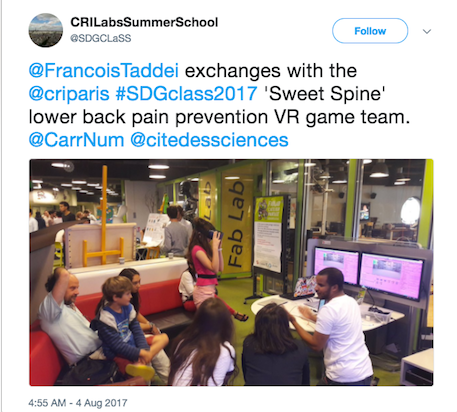 CRILabsSummerSchool
@SDGCLaSS
Follow
@FrancoisTaddei exchanges with the
@criparis #SDGclass2017 'Sweet Spine'
lower back pain prevention VR game team.
@CarrNum @citedessciences
Fab Lab
4:55 AM - 4 Aug 2017